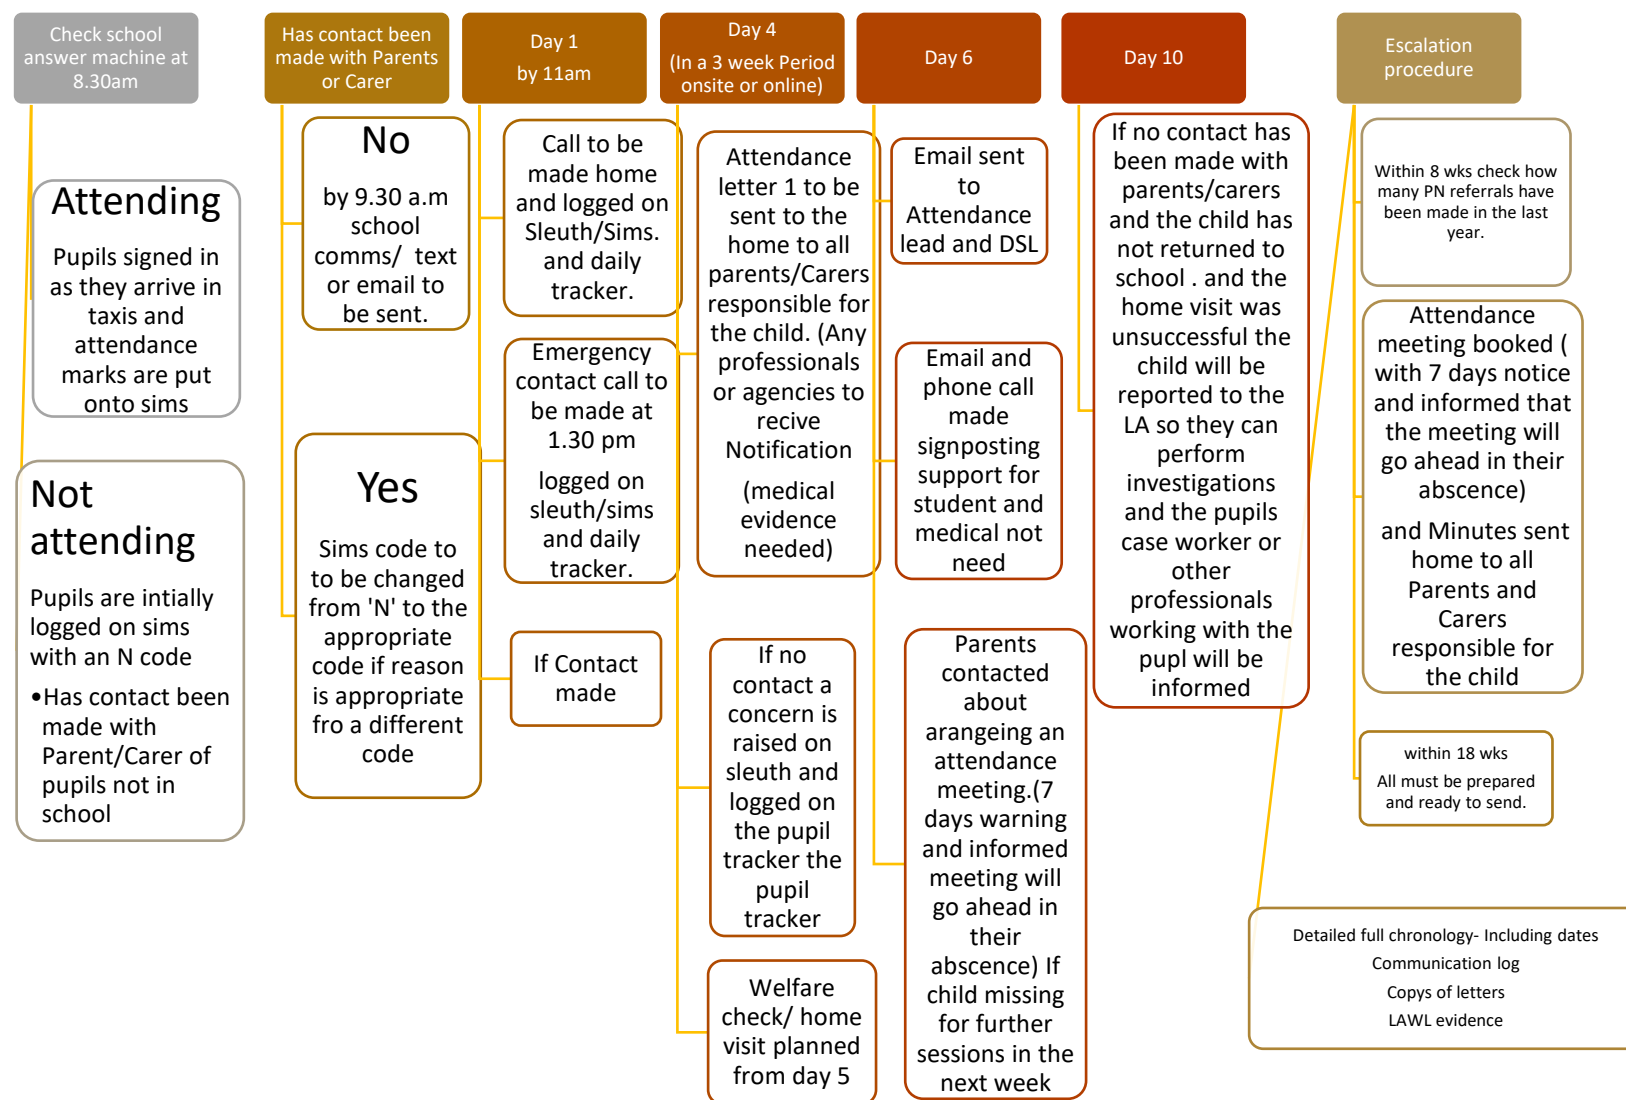 Check school
answer machine at
8.30am
Attending
Pupils signed in
as they arrive in
taxis and
attendance
marks are put
onto sims
Not
attending
Pupils are intially
logged on sims
with an N code
•Has contact been
made with
Parent/Carer of
pupils not in
school
Has contact been
made with Parents
or Carer
No
by 9.30 a.m
school
comms/ text
or email to
be sent.
Yes
Sims code to
to be changed
from 'N' to the
appropriate
code if reason
is appropriate
fro a different
code
Day 1
by 11am
Call to be
made home
and logged on
Sleuth/Sims.
and daily
tracker.
Emergency
contact call to
be made at
1.30 pm
logged on
sleuth/sims
and daily
tracker.
If Contact
made
Day 4
(In a 3 week Period
onsite or online)
Attendance
letter 1 to be
sent to the
home to all
parents/Carers
responsible for
the child. (Any
professionals
or agencies to
recive
Notification
(medical
evidence
needed)
If no
contact a
concern is
raised on
sleuth and
logged on
the pupil
tracker the
pupil
tracker
Welfare
check/ home
visit planned
from day 5
Day 6
Email sent
to
Attendance
lead and DSL
Email and
phone call
made
signposting
support for
student and
medical not
need
Parents
contacted
about
arangeing an
attendance
meeting.(7
days warning
and informed
meeting will
go ahead in
their
abscence) If
child missing
for further
sessions in the
next week
Day 10
If no contact has
been made with
parents/carers
and the child has
not returned to
school . and the
home visit was
unsuccessful the
child will be
reported to the
LA so they can
perform
investigations
and the pupils
case worker or
other
professionals
working with the
pupl will be
informed
Escalation
procedure
Within 8 wks check how
many PN referrals have
been made in the last
year.
Attendance
meeting booked (
with 7 days notice
and informed that
the meeting will
go ahead in their
abscence)
and Minutes sent
home to all
Parents and
Carers
responsible for
the child
within 18 wks
All must be prepared
and ready to send.
Detailed full chronology- Including dates
Communication log
Copys of letters
LAWL evidence